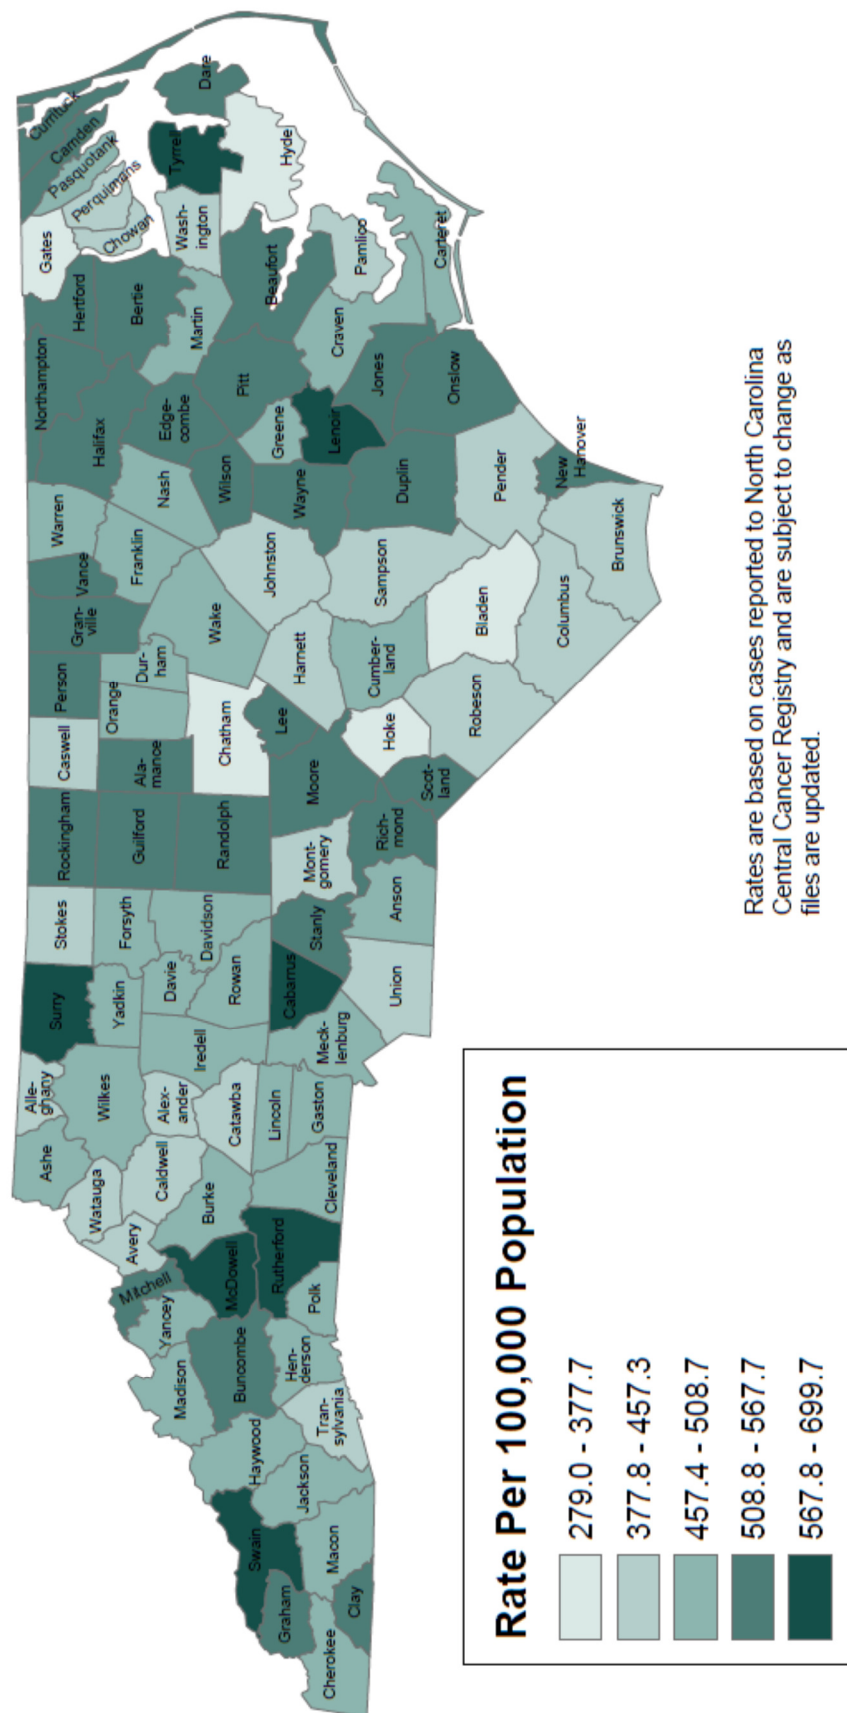 Cherokee
Graham
Clay
Swain
Macon
Jackson
Haywood
Tran-
sylvania
Madison
Buncombe
Hen-
derson
Yancey
Mitchell
McDowell
Rutherford
Polk
Avery
Watauga
Ashe
Caldwell
Burke
Cleveland
Alle-
ghany
Wilkes
Alex-
ander
Catawba
Lincoln
Gaston
Surry
Yadkin
Iredell
Davie
Rowan
Cabarrus
Meck-
lenburg
Union
Stokes
Forsyth
Davidson
Stanly
Anson
Rockingham
Guilford
Randolph
Mont-
gomery
Rich-
mond
Caswell
Ala-
mance
Chatham
Moore
Scot-
land
Person
Orange
Dur-
ham
Lee
Hoke
Robeson
Gran-
ville
Vance
Wake
Harnett
Cumber-
land
Bladen
Columbus
Warren
Franklin
Johnston
Sampson
Pender
Brunswick
New
Hanover
Northampton
Halifax
Nash
Edge-
combe
Wilson
Wayne
Greene
Lenoir
Duplin
Hertford
Bertie
Martin
Pitt
Jones
Onslow
Gates
Chowan
Perquimans
Pasquotank
Camden
Currituck
Wash-
ington
Tyrrell
Dare
Beaufort
Hyde
Craven
Pamlico
Carteret
Rate Per 100,000 Population
279.0 - 377.7
377.8 - 457.3
457.4 - 508.7
508.8 - 567.7
567.8 - 699.7
Rates are based on cases reported to North Carolina
Central Cancer Registry and are subject to change as
files are updated.